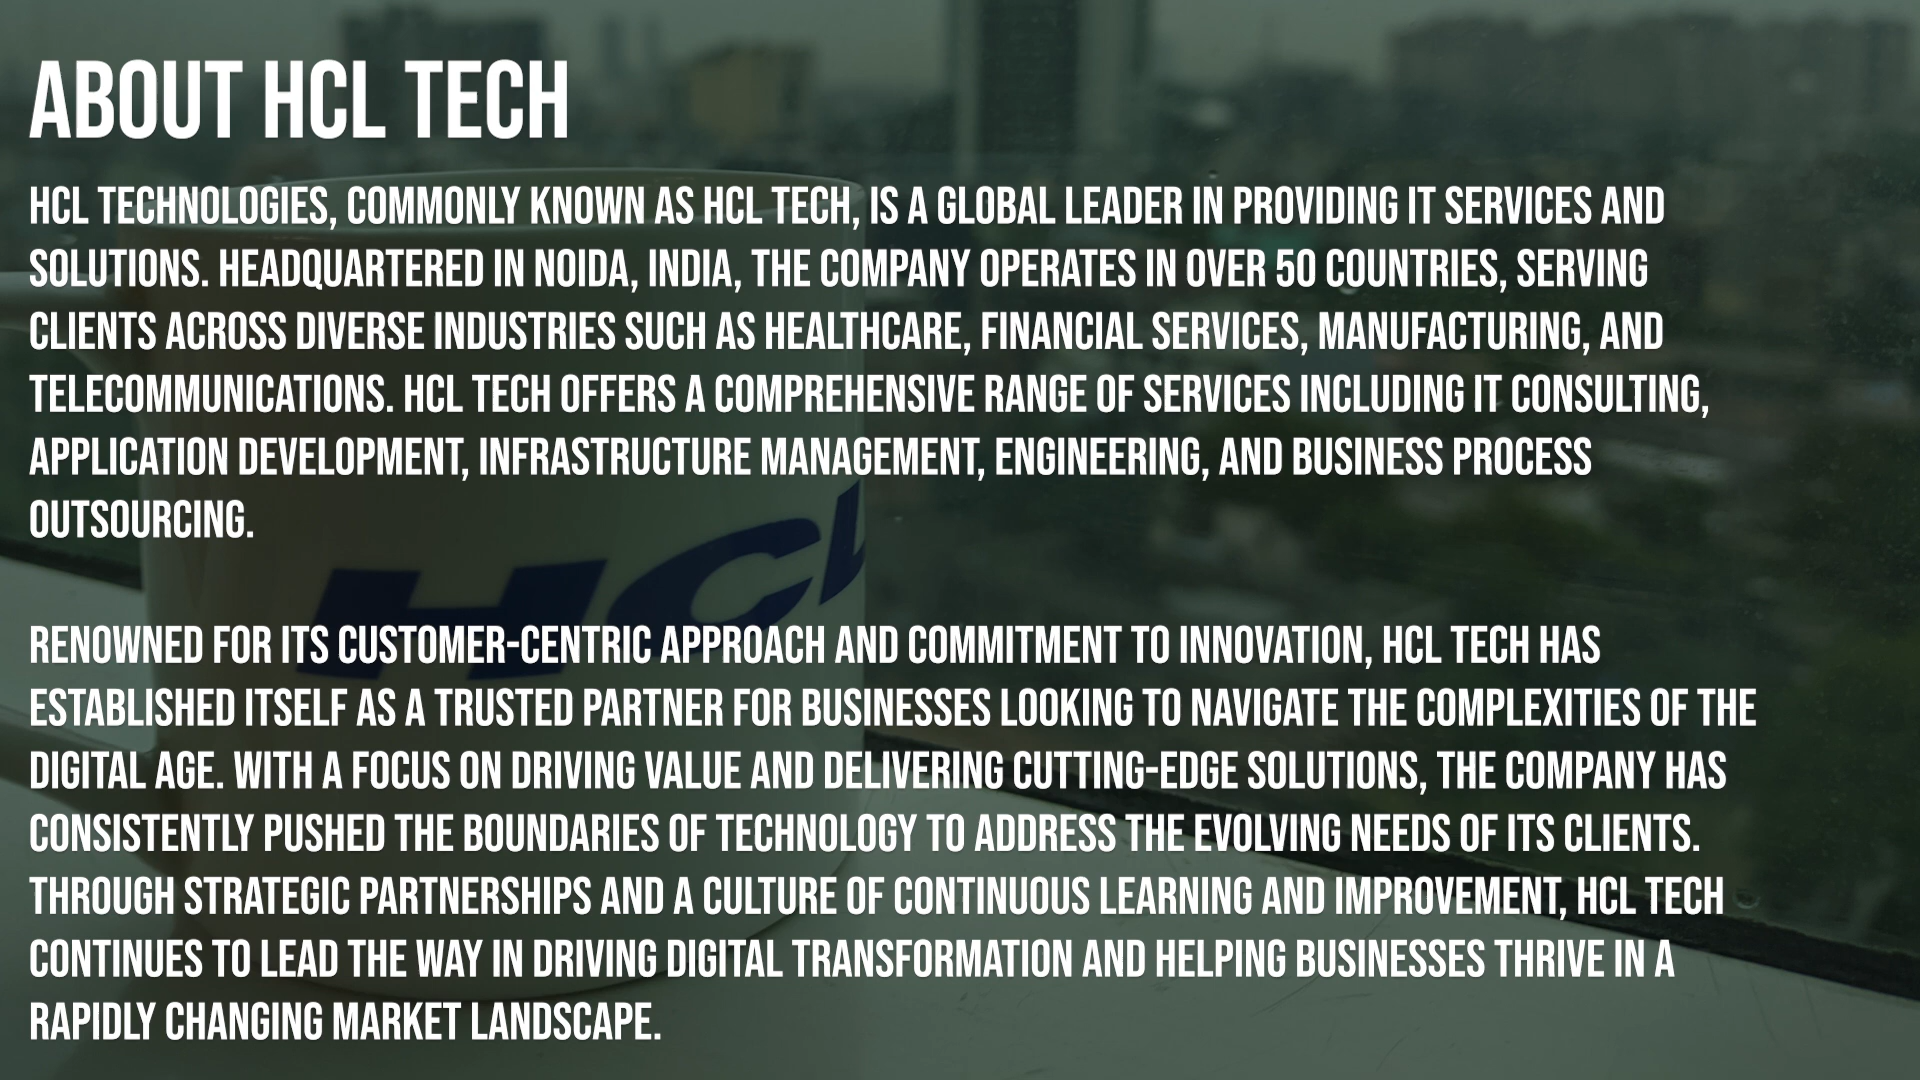 ABOUT HCL TECH
HCL TECHNOLOGIES, COMMONLY KNOWN AS HCL TECH, IS A GLOBAL LEADER IN PROVIDING IT SERVICES AND
SOLUTIONS. HEADQUARTERED IN NOIDA, INDIA, THE COMPANY OPERATES IN OVER 50 COUNTRIES, SERVING
CLIENTS ACROSS DIVERSE INDUSTRIES SUCH AS HEALTHCARE, FINANCIAL SERVICES, MANUFACTURING, AND
TELECOMMUNICATIONS. HCL TECH OFFERS A COMPREHENSIVE RANGE OF SERVICES INCLUDING IT CONSULTING,
APPLICATION DEVELOPMENT, INFRASTRUCTURE MANAGEMENT, ENGINEERING, AND BUSINESS PROCESS
OUTSOURCING.
HCL
RENOWNED FOR ITS CUSTOMER-CENTRIC APPROACH AND COMMITMENT TO INNOVATION, HCL TECH HAS
ESTABLISHED ITSELF AS A TRUSTED PARTNER FOR BUSINESSES LOOKING TO NAVIGATE THE COMPLEXITIES OF THE
DIGITAL AGE. WITH A FOCUS ON DRIVING VALUE AND DELIVERING CUTTING-EDGE SOLUTIONS, THE COMPANY HAS
CONSISTENTLY PUSHED THE BOUNDARIES OF TECHNOLOGY TO ADDRESS THE EVOLVING NEEDS OF ITS CLIENTS.
THROUGH STRATEGIC PARTNERSHIPS AND A CULTURE OF CONTINUOUS LEARNING AND IMPROVEMENT, HCL TECH
CONTINUES TO LEAD THE WAY IN DRIVING DIGITAL TRANSFORMATION AND HELPING BUSINESSES THRIVE IN A
RAPIDLY CHANGING MARKET LANDSCAPE.